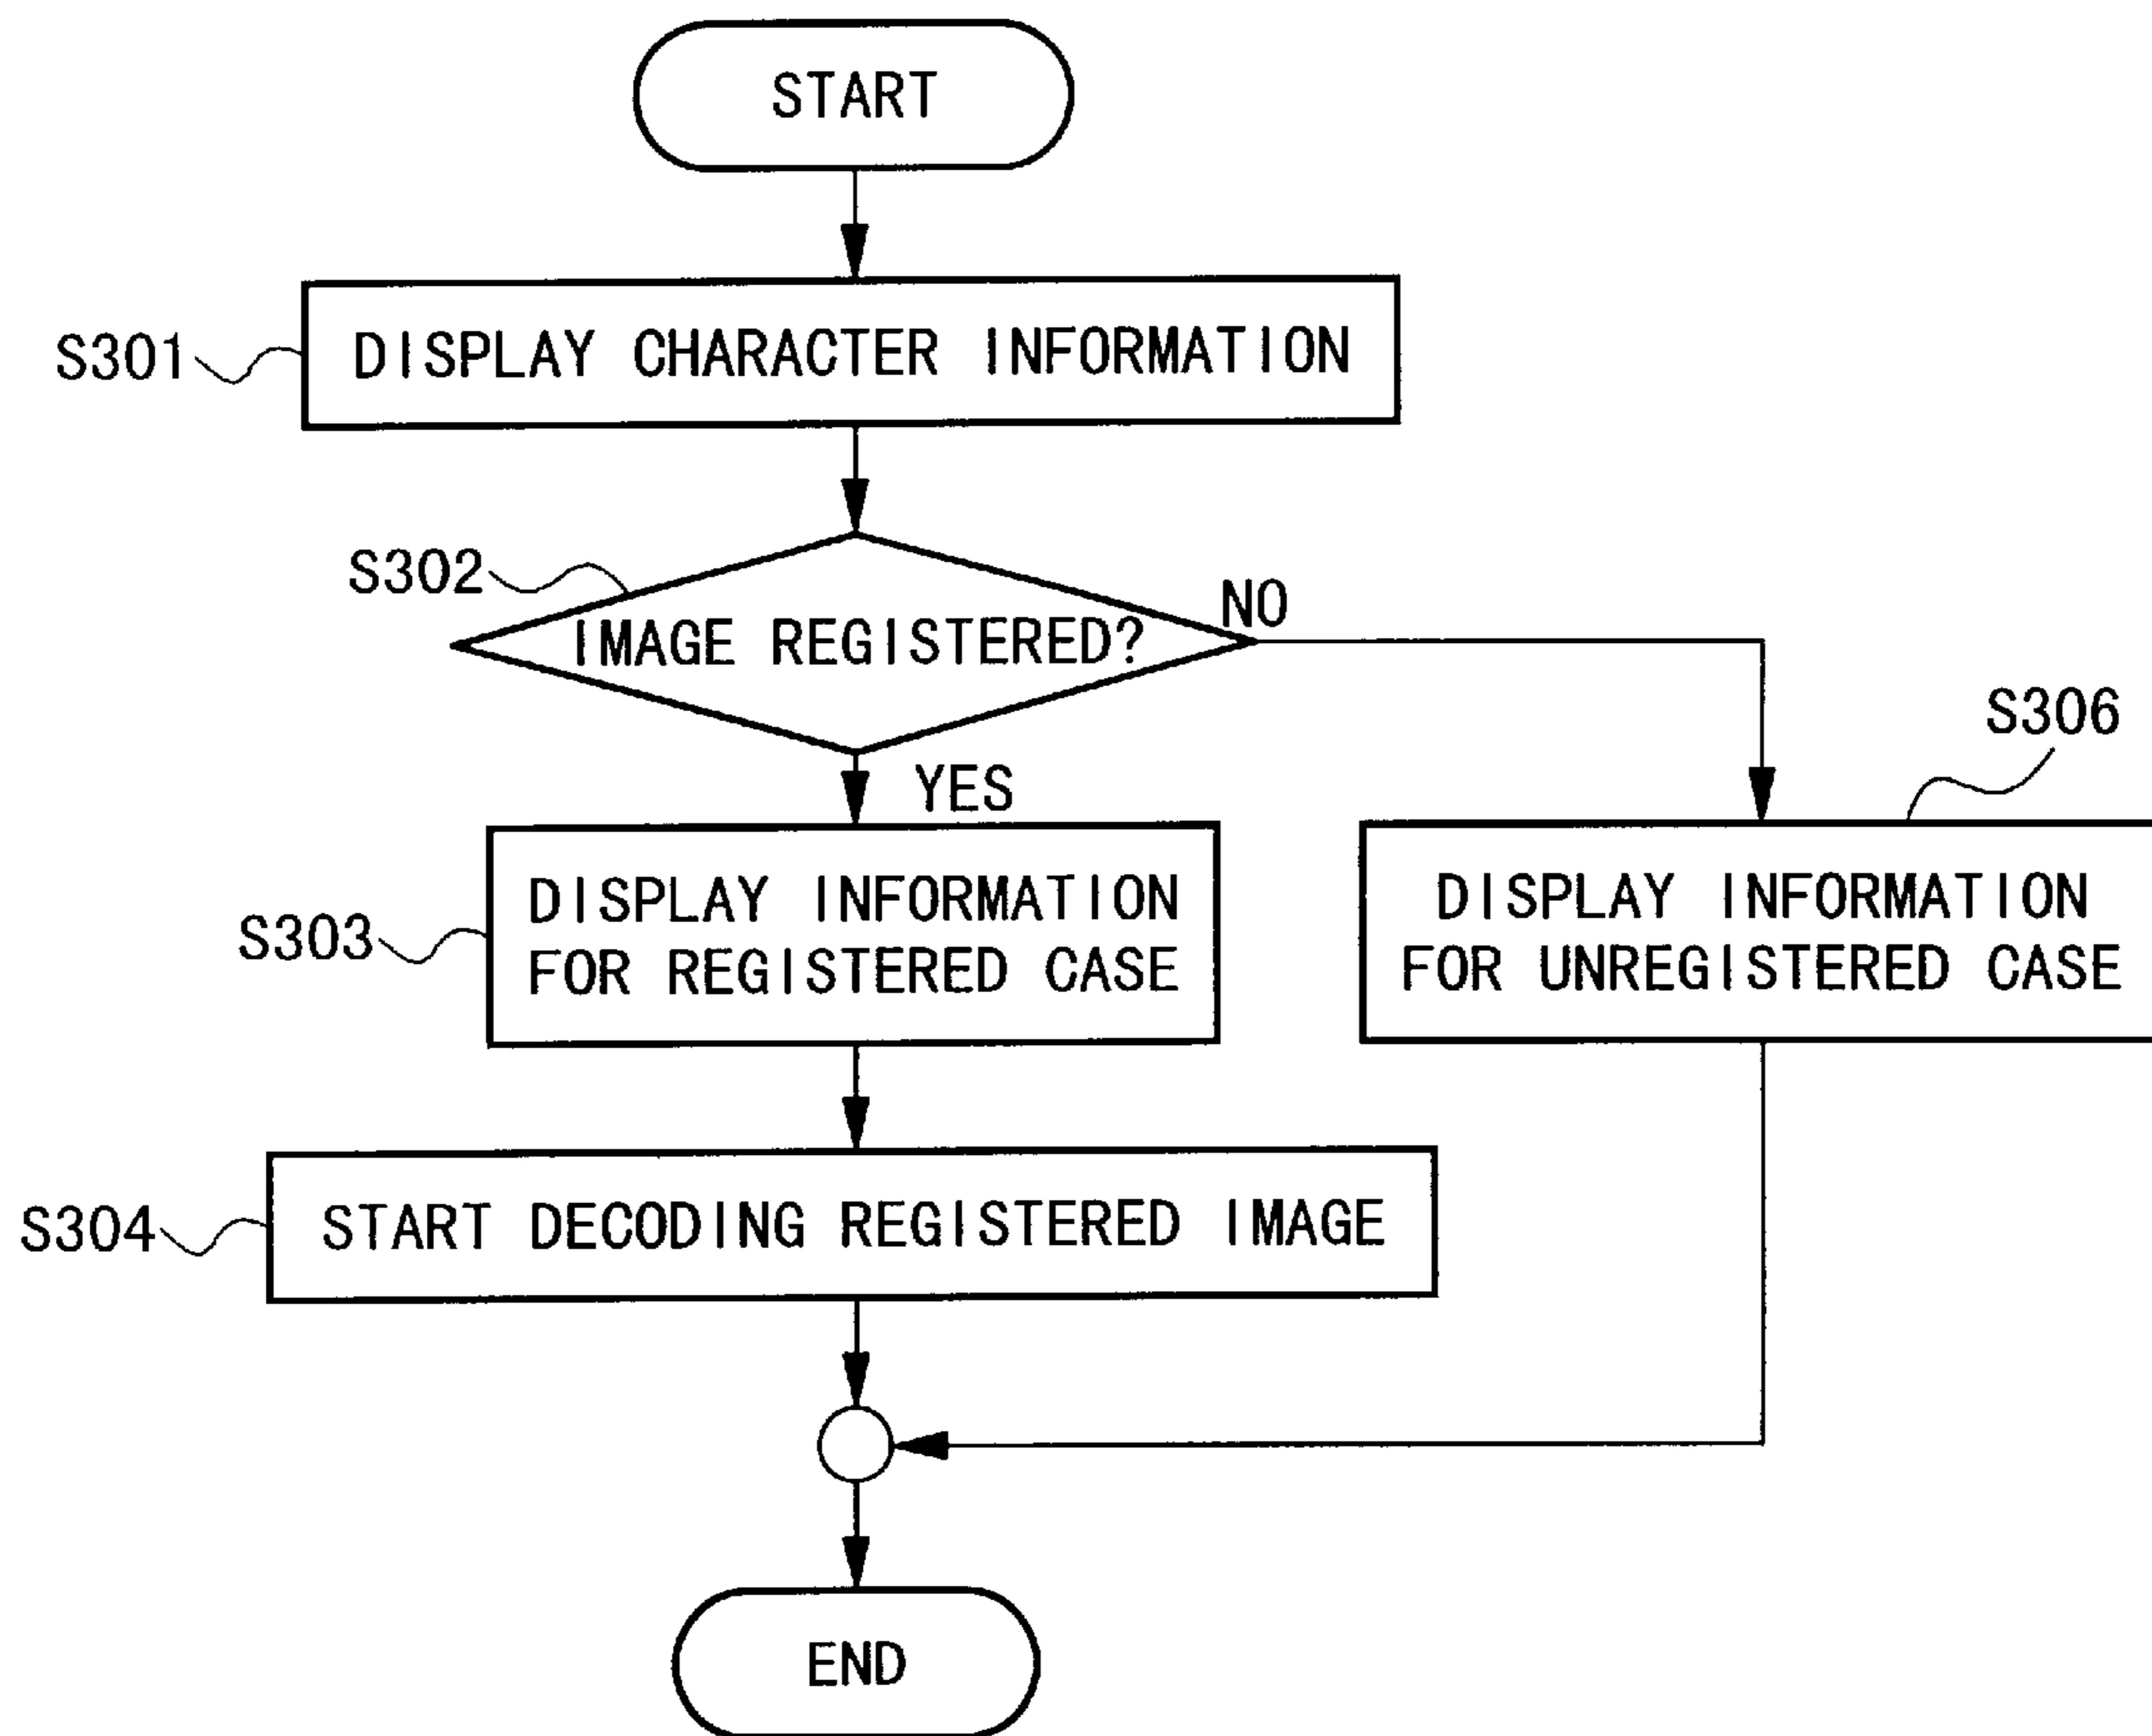 START
S301
DISPLAY CHARACTER INFORMATION
S302
IMAGE REGISTERED?
NO
YES
S306
S303
DISPLAY INFORMATION
FOR REGISTERED CASE
DISPLAY INFORMATION
FOR UNREGISTERED CASE
S304
START DECODING REGISTERED IMAGE
END